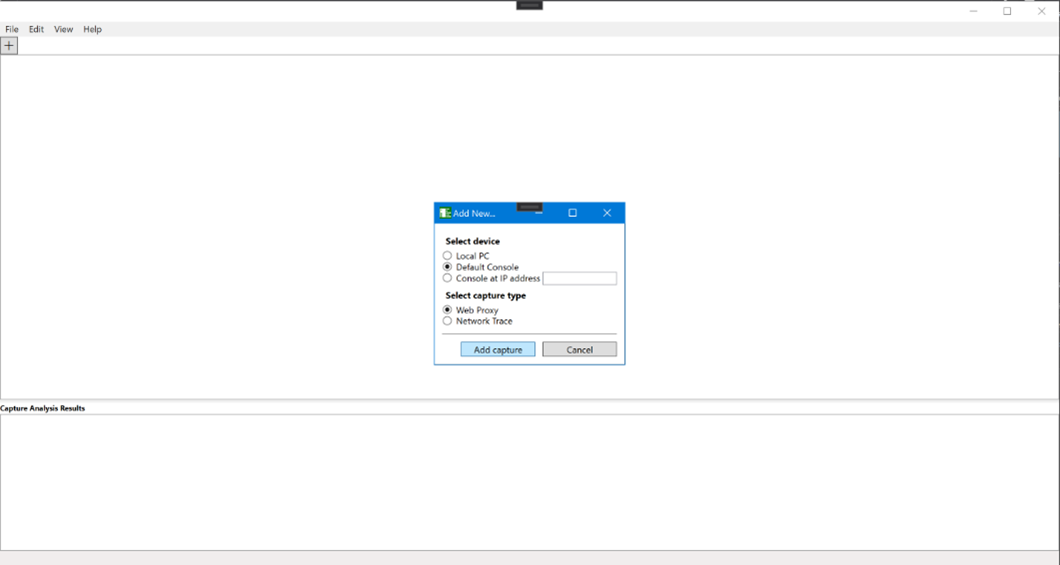 File Edit View Help
+
Add New...
Select device
Local PC
Default Console
Console at IP address
Select capture type
Web Proxy
Network Trace
Add capture Cancel
Capture Analysis Results